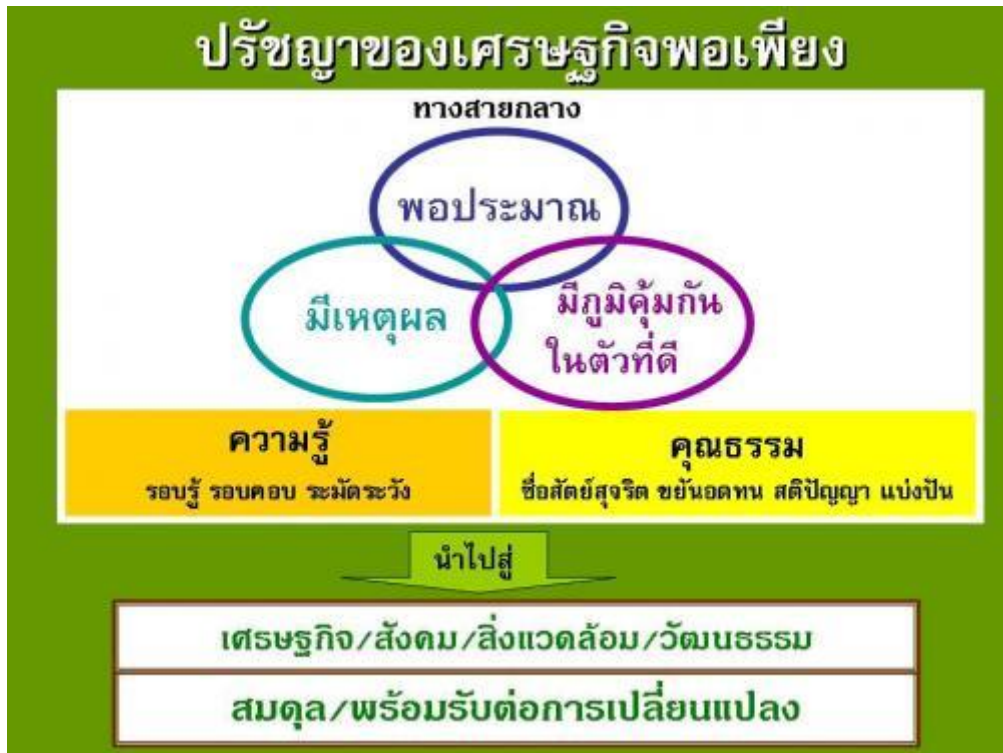 ปรัชญาของเศรษฐกิจพอเพียง
ทางสายกลาง
พอประมาณ
มีเหตุผล
มีภูมิคุ้มกัน
ในตัวที่ดี
ความรู้
รอบรู้ รอบคอบ ระมัดระวัง
คุณธรรม
ซื่อสัตย์สุจริต ขยันอดทน สติปัญญา แบ่งปัน
นำไปสู่
เศรษฐกิจ/สังคม/สิ่งแวดล้อม/วัฒนธรรม
สมดุล/พร้อมรับต่อการเปลี่ยนแปลง